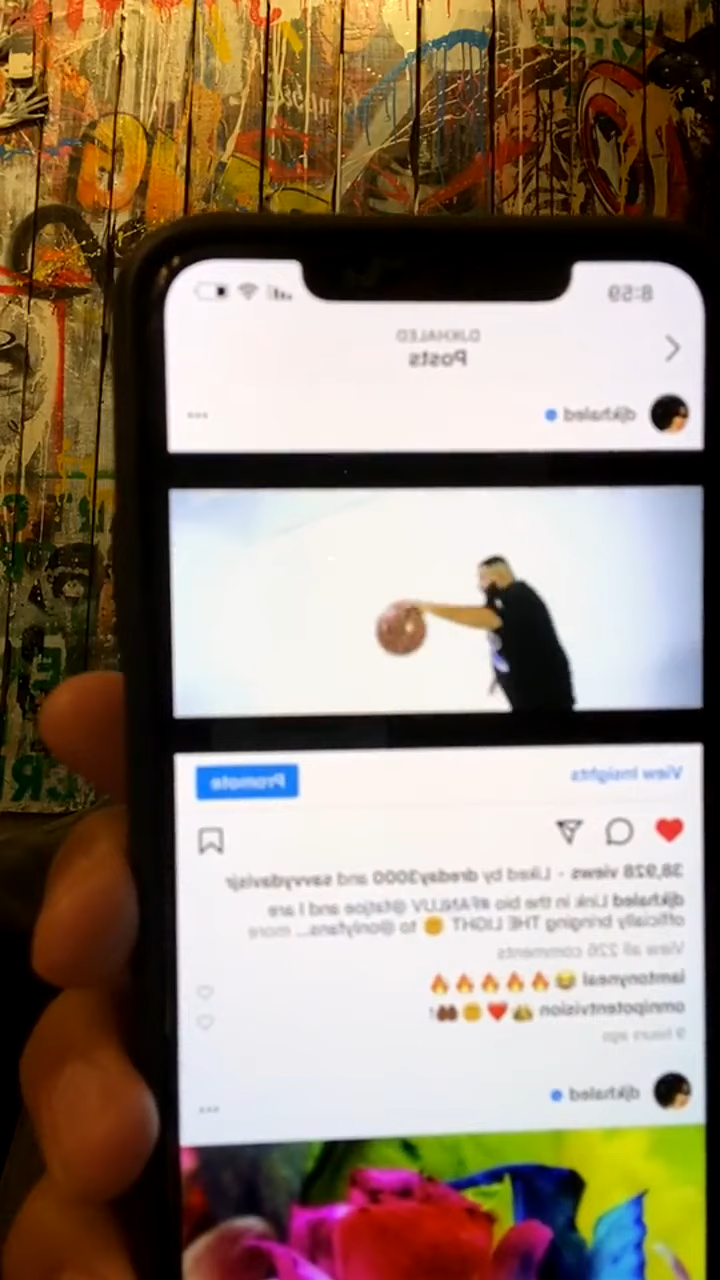 8:59
DJKHALED
Posts
djkhaled
View Insights
Promote
38,928 views · Liked by dreday3000 and savvydavisjr
djkhaled Link in the bio #FANLUV @fatjoe and I are
officially bringing THE LIGHT to @onlyfans... more
View all 226 comments
iamtonyneal
omnipotentvision !
9 hours ago
djkhaled